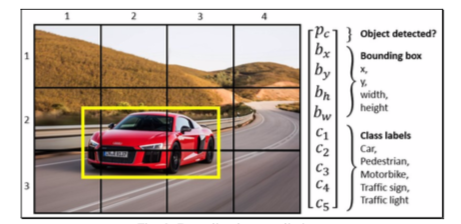 1 2 3 4
1
2
3
p_c } Object detected?
b_x Bounding box
b_y x,
y,
b_h width,
b_w height
c_1 Class labels
c_2 Car,
c_3 Pedestrian,
Motorbike,
c_4 Traffic sign,
c_5 Traffic light